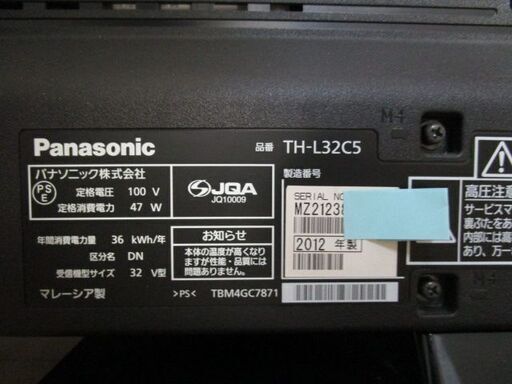 Panasonic
品番 TH-L32C5
パナソニック株式会社
PS
E
定格電圧 100 V
定格消費電力 47 W
JQA
JQ10009
年間消費電力量 36 kWh/年
区分名 DN
受信機型サイズ 32 V型
お知らせ
本体の温度が高くなり
ますが性能・品質には
問題ありません。
マレーシア製
>PS<
TBM4GC7871
製造番号
SERIAL NO
MZ2123
2012 年製
M4
高圧注
サービスマ
裏ぶたをあ
内部には高
あり、万一
M4